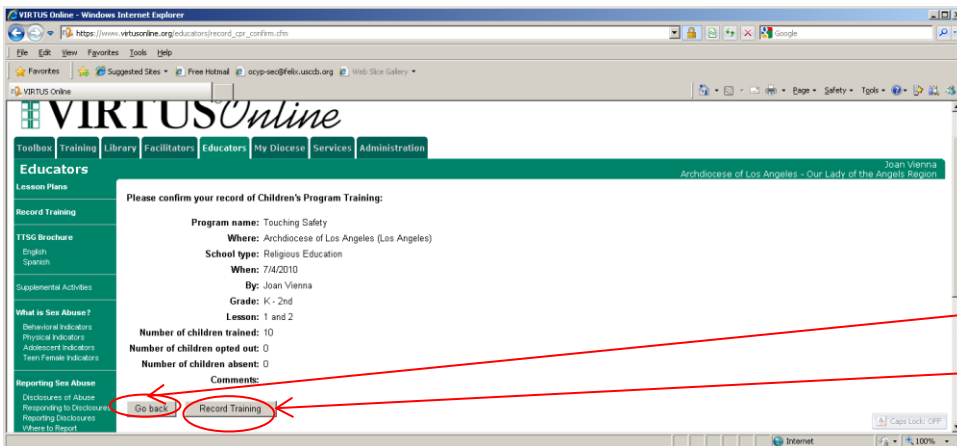 VIRTUS Online - Windows Internet Explorer
https://www.virtusonline.org/educators/record_cpr_confirm.cfm
Google
File Edit View Favorites Tools Help
Favorites Suggested Sites Free Hotmail ocyp-sec@felix.usccb.org Web Slice Gallery
VIRTUS Online
Page Safety Tools
VIRTUS Online
Toolbox Training Library Facilitators Educators My Diocese Services Administration
Educators
Joan Vienna
Archdiocese of Los Angeles - Our Lady of the Angels Region
Lesson Plans
Record Training
TTSG Brochure
English
Spanish
Supplemental Activities
What is Sex Abuse?
Behavioral Indicators
Physical Indicators
Adolescent Indicators
Teen Female Indicators
Reporting Sex Abuse
Disclosures of Abuse
Responding to Disclosures
Reporting Disclosures
Where to Report
Please confirm your record of Children's Program Training:
Program name: Touching Safety
Where: Archdiocese of Los Angeles (Los Angeles)
School type: Religious Education
When: 7/4/2010
By: Joan Vienna
Grade: K - 2nd
Lesson: 1 and 2
Number of children trained: 10
Number of children opted out: 0
Number of children absent: 0
Comments:
Go back Record Training
Caps Lock: OFF
Internet 100%